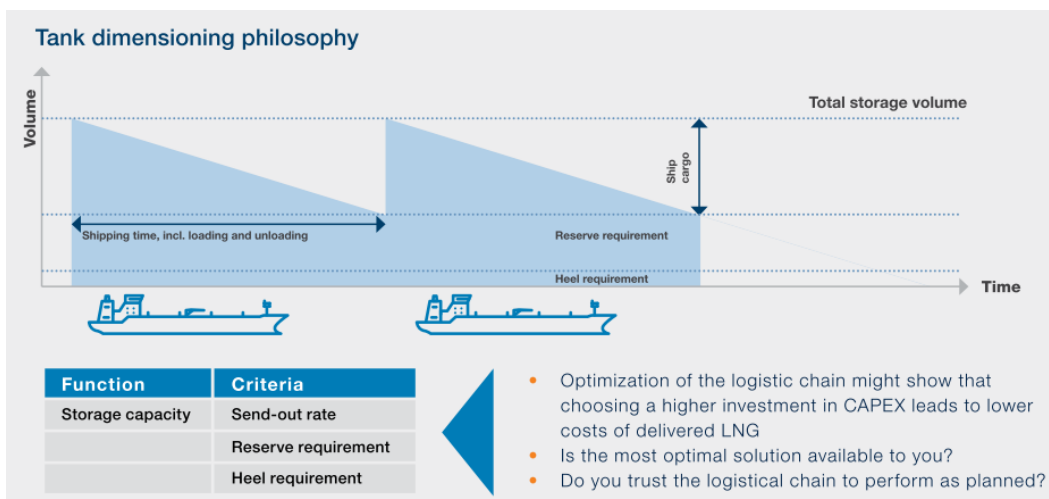 Tank dimensioning philosophy
Volume
Total storage volume
Ship
cargo
Shipping time, incl. loading and unloading
Reserve requirement
Heel requirement
Time
Function Criteria
Storage capacity Send-out rate
Reserve requirement
Heel requirement
• Optimization of the logistic chain might show that
choosing a higher investment in CAPEX leads to lower
costs of delivered LNG
• Is the most optimal solution available to you?
• Do you trust the logistical chain to perform as planned?